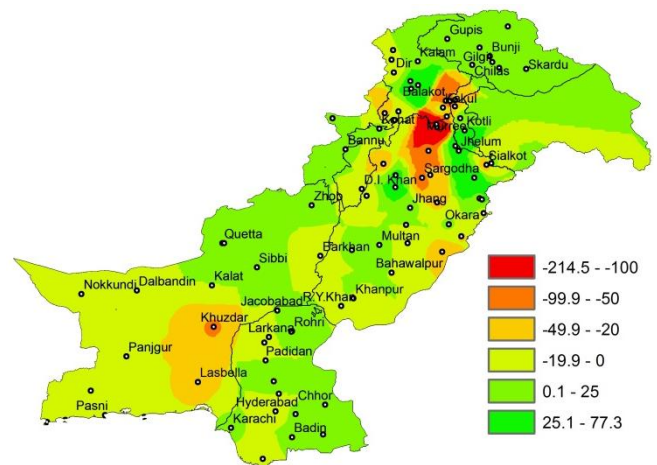 Gupis
Kalam
Bunji
Gilgit
Dir
Chilas
Skardu
Balakot
Kakul
Kohat
Murree
Kotli
Bannu
Jhelum
Sialkot
D.I. Khan
Sargodha
Zhob
Jhang
Okara
Quetta
Multan
Barkhan
Sibbi
Bahawalpur
Kalat
Nokkundi
Dalbandin
R.Y.Khan
Khanpur
Jacobabad
Khuzdar
Rohri
Larkana
Panjgur
Padidan
Lasbella
Pasni
Hyderabad
Chhor
Karachi
Badin
-214.5 - -100
-99.9 - -50
-49.9 - -20
-19.9 - 0
0.1 - 25
25.1 - 77.3